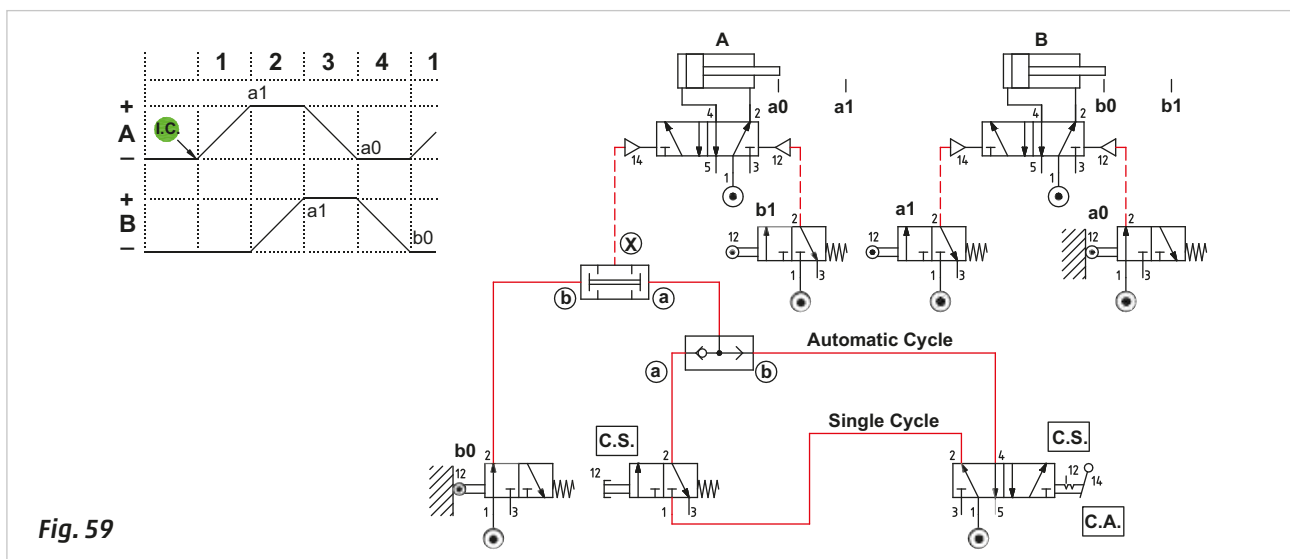 1 2 3 4 1
+ a1
A I.C.
– a0
+
B a1
– b0
A B
a0 a1 b0 b1
4 2 4 2
14 12 14 12
5 1 3 5 1 3
b1 a1 a0
12 2 12 2 12 2
1 3 1 3 1 3
X
b a
Automatic Cycle
a b
Single Cycle
b0 C.S. C.S.
12 2 12 2 2 4 12 14
1 3 1 3 3 1 5
C.A.
Fig. 59